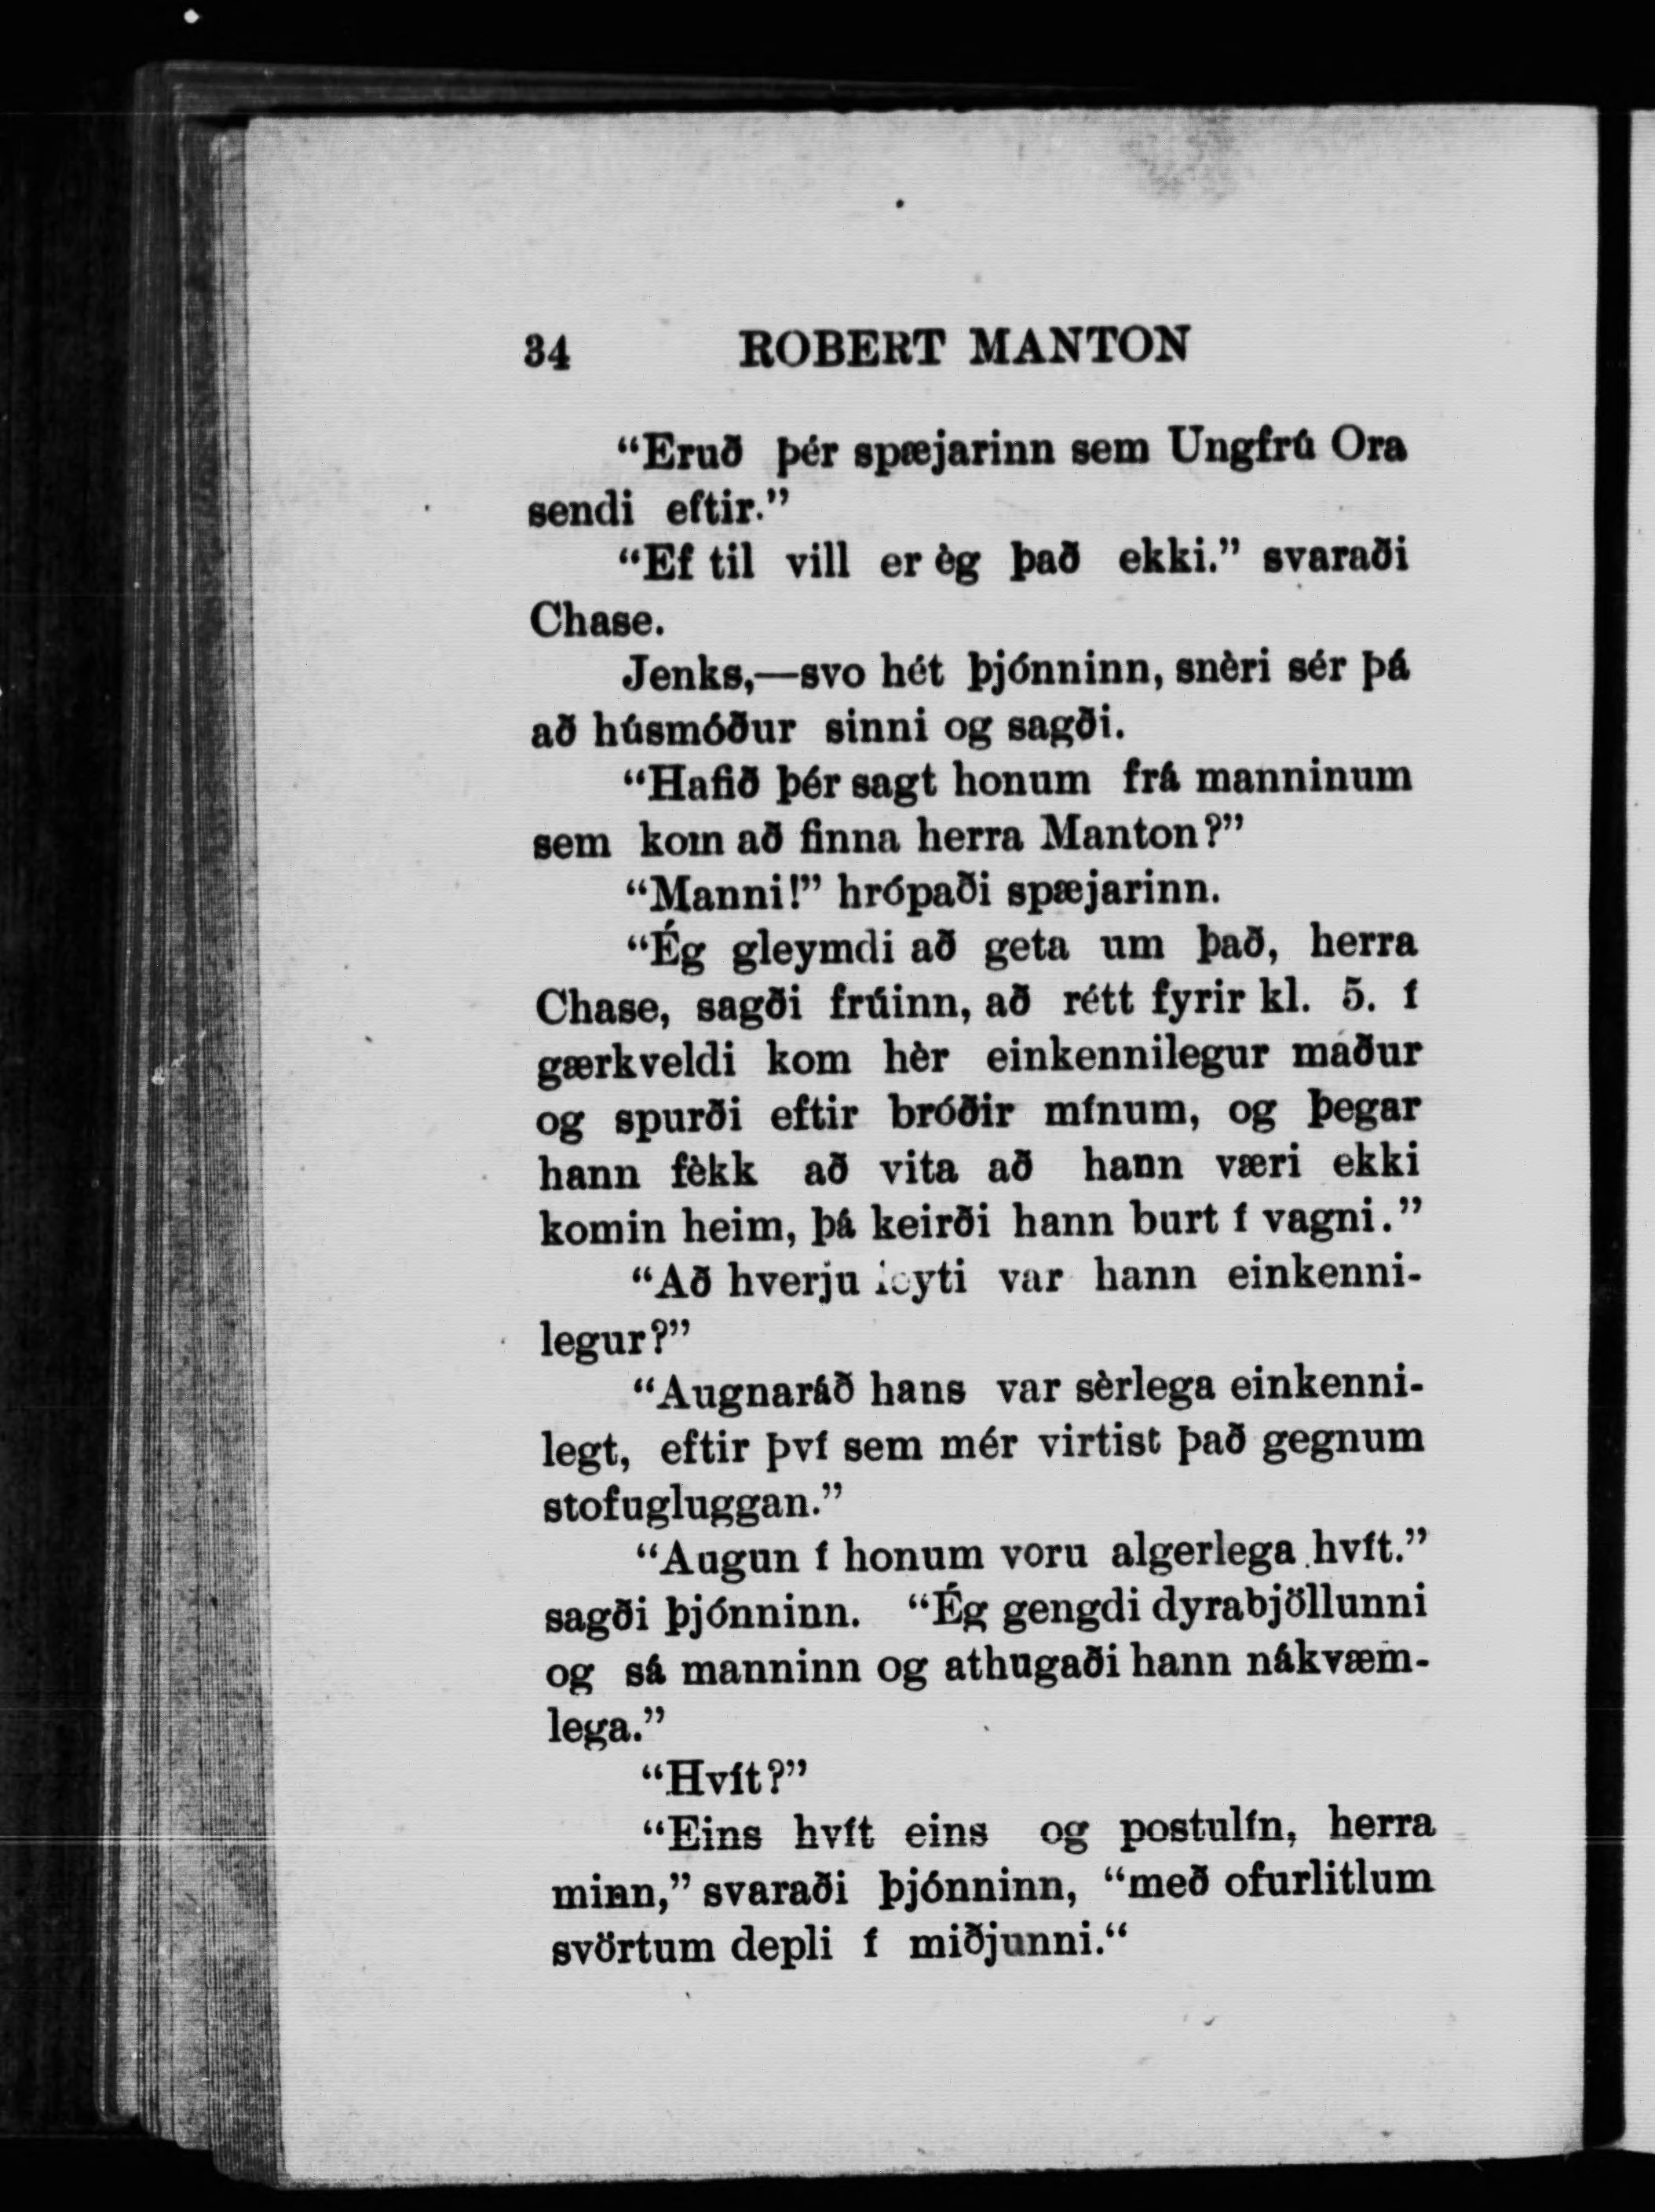 34 ROBERT MANTON
“Eruð þér spæjarinn sem Ungfrú Ora
sendi eftir.”
“Ef til vill er èg það ekki.” svaraði
Chase.
Jenks,—svo hét þjónninn, snèri sér þá
að húsmóður sinni og sagði.
“Hafið þér sagt honum frá manninum
sem kom að finna herra Manton?”
“Manni!” hrópaði spæjarinn.
“Ég gleymdi að geta um það, herra
Chase, sagði frúinn, að rétt fyrir kl. 5. í
gærkveldi kom hèr einkennilegur maður
og spurði eftir bróðir mínum, og þegar
hann fèkk að vita að hann væri ekki
komin heim, þá keirði hann burt í vagni.”
“Að hverju leyti var hann einkenni-
legur?”
“Augnaráð hans var sèrlega einkenni-
legt, eftir því sem mér virtist það gegnum
stofugluggan.”
“Augun í honum voru algerlega hvít.”
sagði þjónninn. “Ég gengdi dyrabjöllunni
og sá manninn og athugaði hann nákvæm-
lega.”
“Hvít?”
“Eins hvít eins og postulín, herra
minn,” svaraði þjónninn, “með ofurlitlum
svörtum depli í miðjunni.“